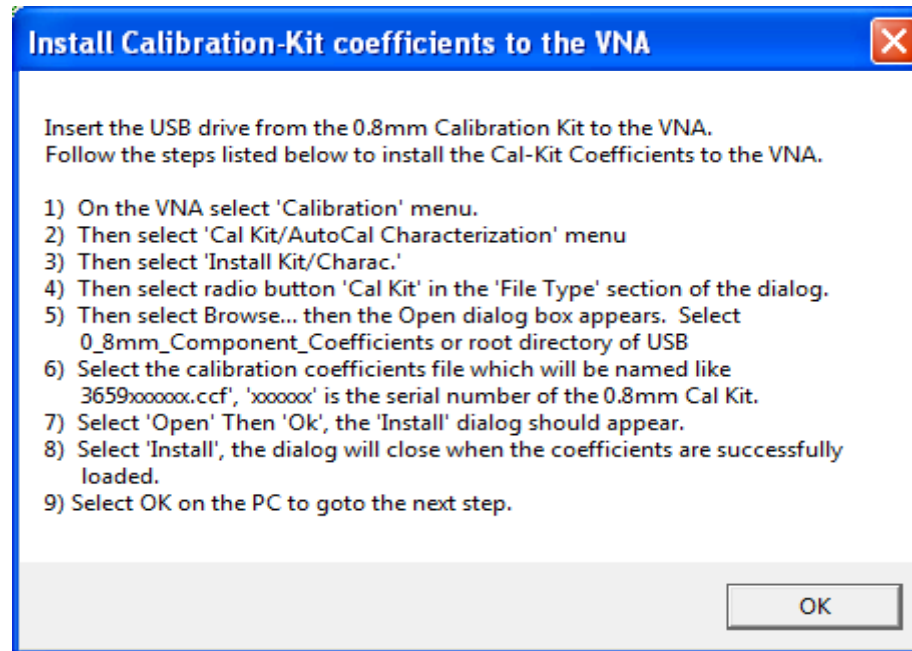 Install Calibration-Kit coefficients to the VNA
Insert the USB drive from the 0.8mm Calibration Kit to the VNA.
Follow the steps listed below to install the Cal-Kit Coefficients to the VNA.
1) On the VNA select 'Calibration' menu.
2) Then select 'Cal Kit/AutoCal Characterization' menu
3) Then select 'Install Kit/Charac.'
4) Then select radio button 'Cal Kit' in the 'File Type' section of the dialog.
5) Then select Browse... then the Open dialog box appears. Select
0_8mm_Component_Coefficients or root directory of USB
6) Select the calibration coefficients file which will be named like
3659xxxxxx.ccf', 'xxxxxx' is the serial number of the 0.8mm Cal Kit.
7) Select 'Open' Then 'Ok', the 'Install' dialog should appear.
8) Select 'Install', the dialog will close when the coefficients are successfully
loaded.
9) Select OK on the PC to goto the next step.
OK